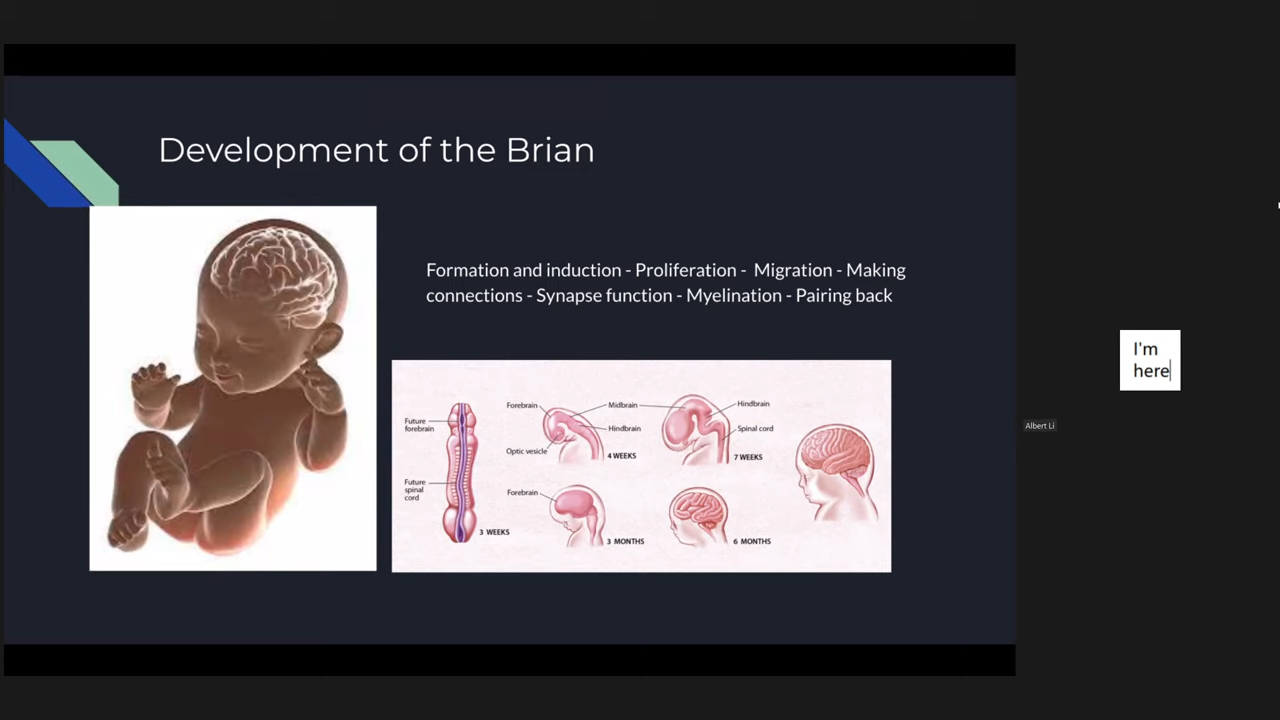 Development of the Brian
Formation and induction - Proliferation -  Migration - Making
connections - Synapse function - Myelination - Pairing back
Future
forebrain
Future
spinal
cord
3 WEEKS
Forebrain
Midbrain
Hindbrain
Optic vesicle
4 WEEKS
Hindbrain
Spinal cord
7 WEEKS
Forebrain
3 MONTHS
6 MONTHS
I'm
here
Albert Li